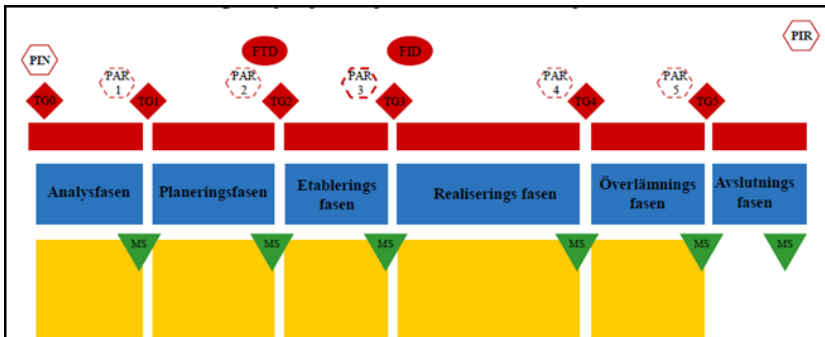 FTD
FID
PIR
PIN
PAR
1
PAR
2
PAR
3
PAR
4
PAR
5
TG0
TG1
TG2
TG3
TG4
TG5
Analysfasen
Planeringsfasen
Etablerings
fasen
Realiserings fasen
Överlämnings
fasen
Avslutnings
fasen
MS
MS
MS
MS
MS
MS